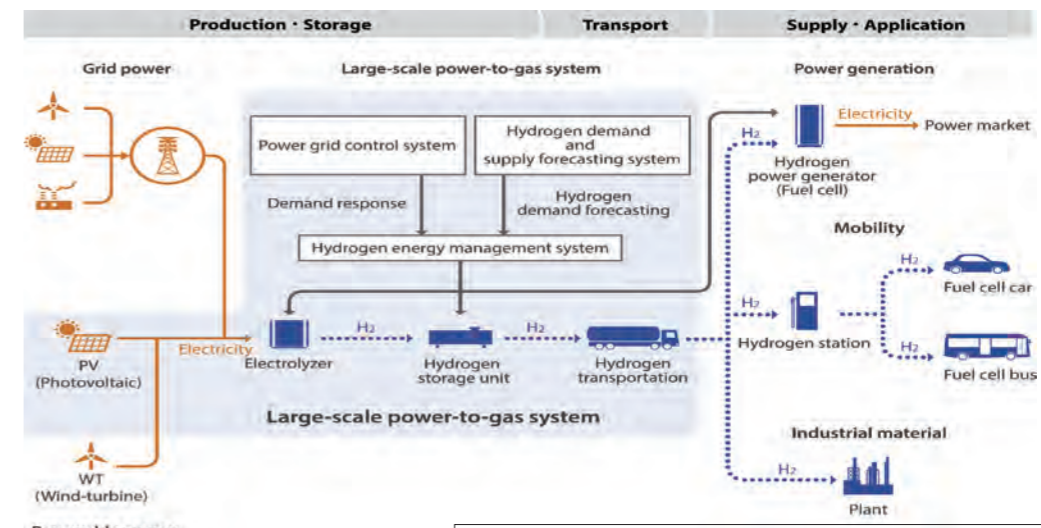 Production · Storage
Transport
Supply · Application
Grid power
Large-scale power-to-gas system
Power generation
Power grid control system
Hydrogen demand
and
supply forecasting system
Demand response
Hydrogen
demand forecasting
Hydrogen energy management system
H2
Electricity
Power market
Hydrogen
power generator
(Fuel cell)
Mobility
H2
Fuel cell car
PV
(Photovoltaic)
Electricity
Electrolyzer
H2
Hydrogen
storage unit
H2
Hydrogen
transportation
H2
Hydrogen station
H2
Fuel cell bus
Large-scale power-to-gas system
WT
(Wind-turbine)
Industrial material
H2
Plant